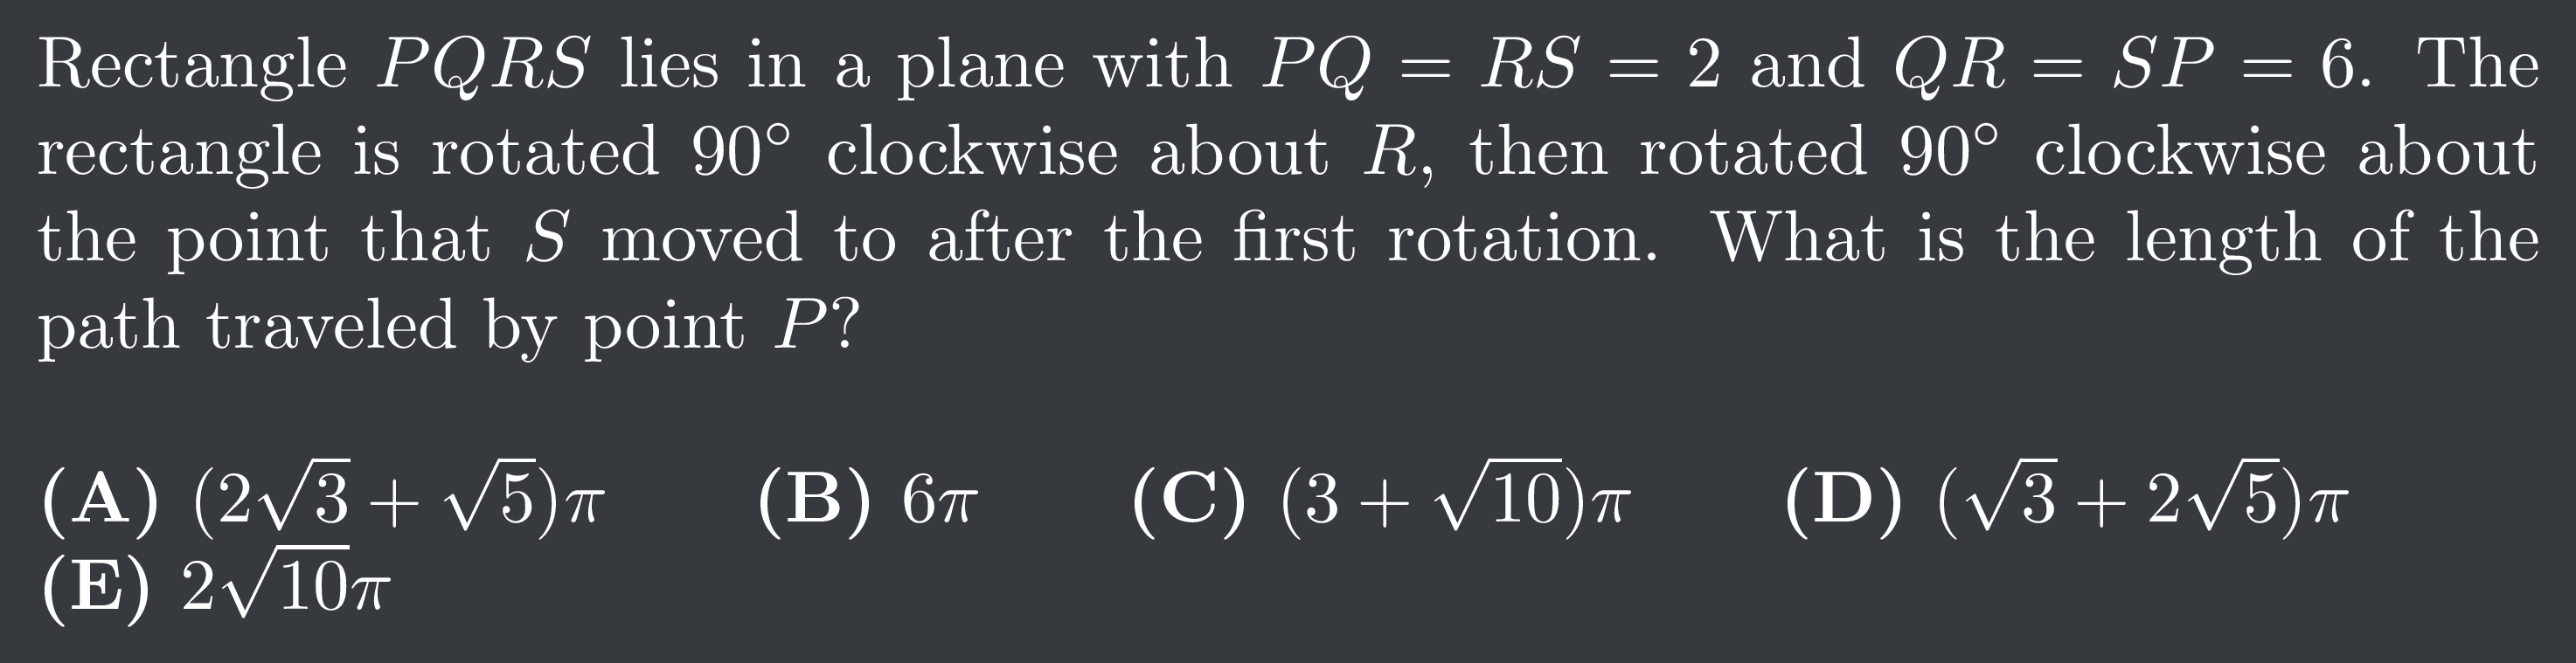 Rectangle PQRS lies in a plane with PQ = RS = 2 and QR = SP = 6. The
rectangle is rotated 90° clockwise about R, then rotated 90° clockwise about
the point that S moved to after the first rotation. What is the length of the
path traveled by point P?
(A) (2√3 + √5)π (B) 6π (C) (3 + √10)π (D) (√3 + 2√5)π
(E) 2√10π